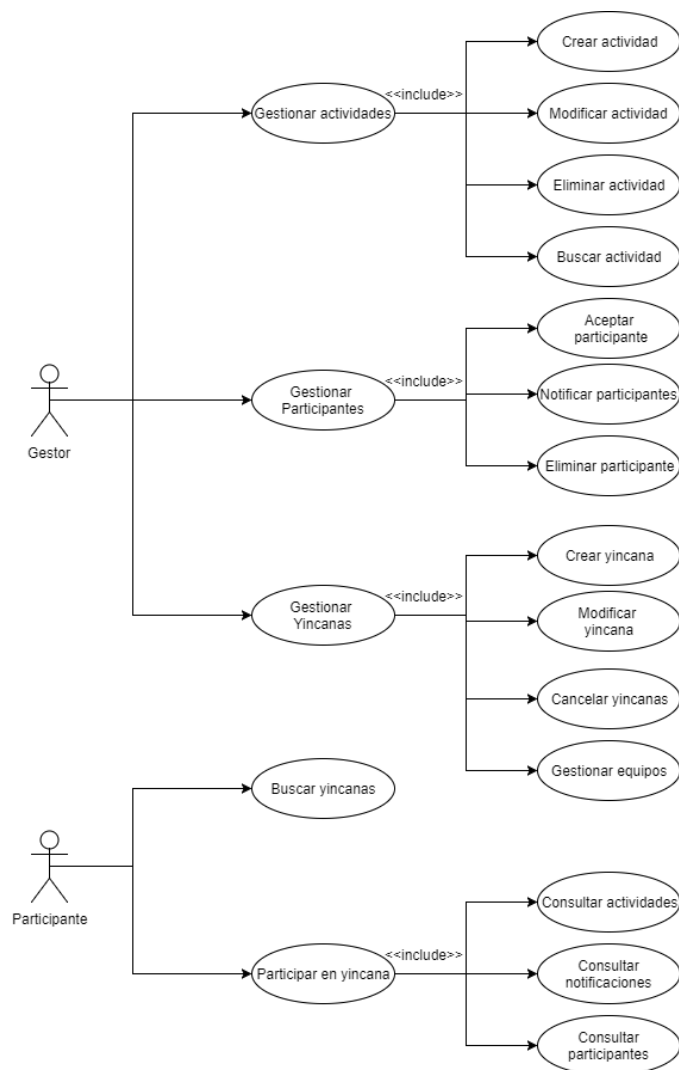 Crear actividad
<<include>>
Gestionar actividades
Modificar actividad
Eliminar actividad
Buscar actividad
Aceptar
participante
<<include>>
Gestionar
Participantes
Notificar participantes
Gestor
Eliminar participante
Crear yincana
<<include>>
Gestionar
Yincanas
Modificar
yincana
Cancelar yincanas
Gestionar equipos
Buscar yincanas
Participante
Consultar actividades
<<include>>
Participar en yincana
Consultar
notificaciones
Consultar
participantes